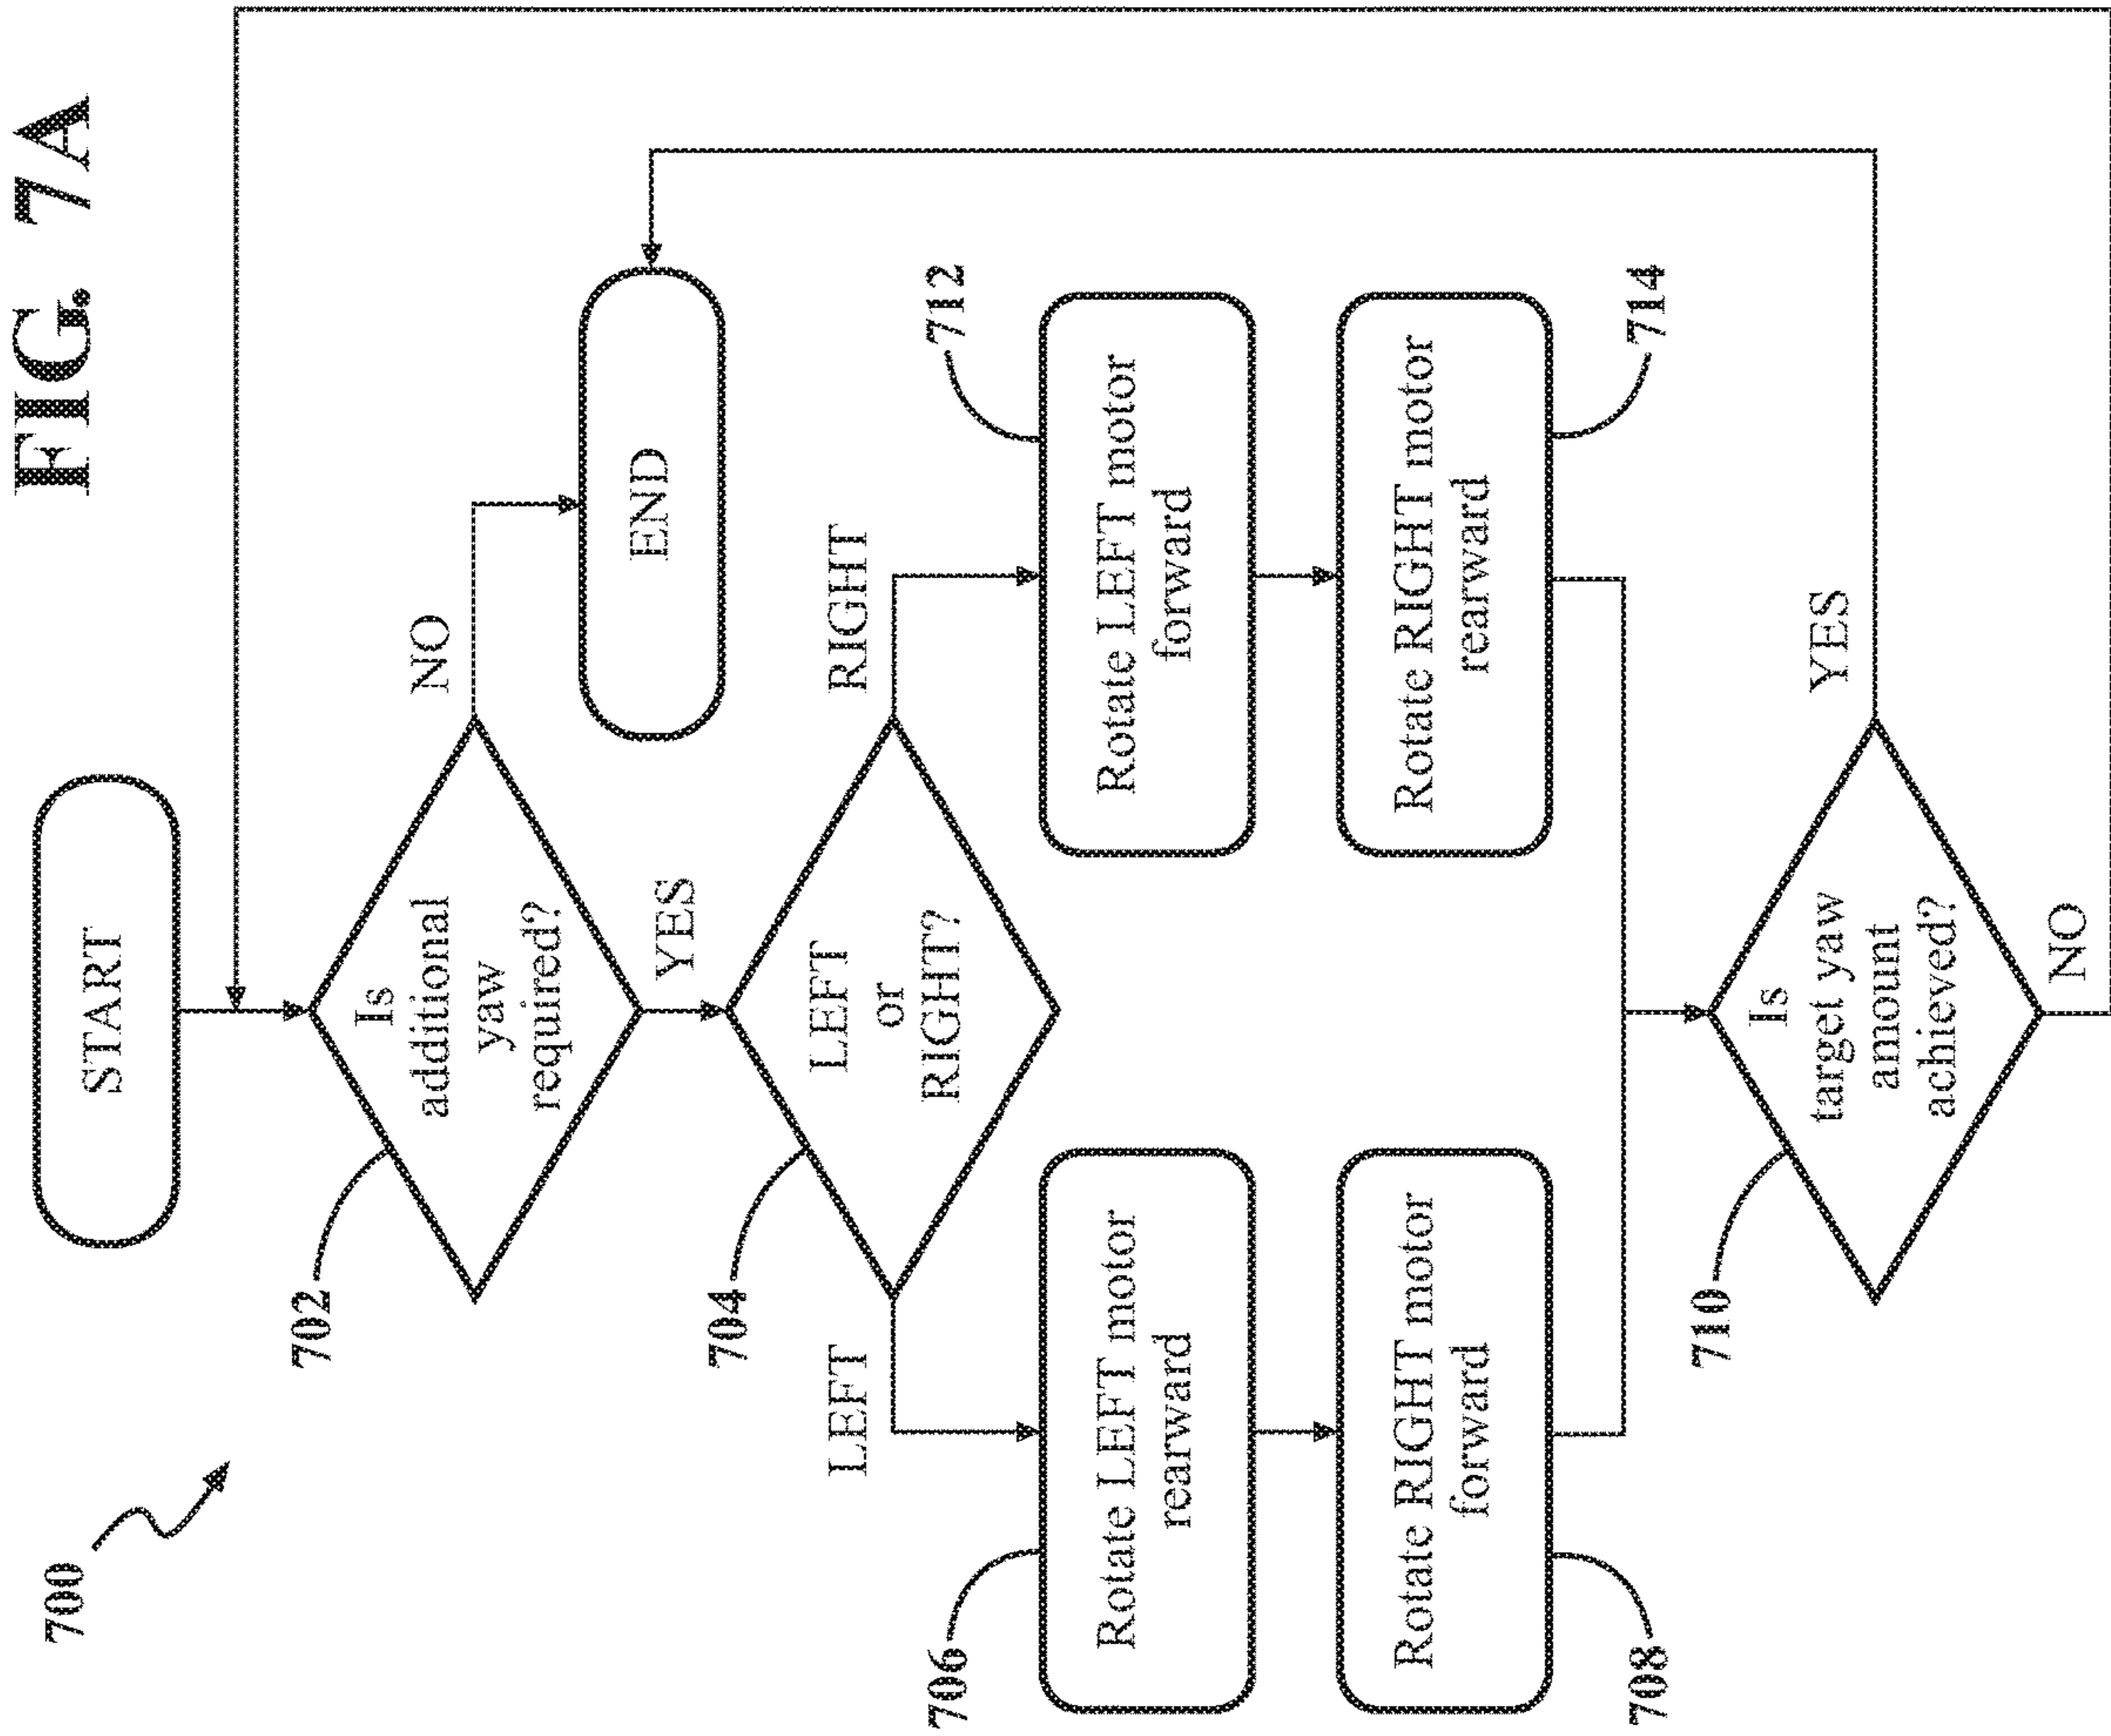 FIG. 7A
700
START
702
Is
additional
yaw
required?
NO
YES
END
704
LEFT
or
RIGHT?
LEFT
RIGHT
706
Rotate LEFT motor
rearward
712
Rotate LEFT motor
forward
708
Rotate RIGHT motor
forward
714
Rotate RIGHT motor
rearward
710
Is
target yaw
amount
achieved?
YES
NO